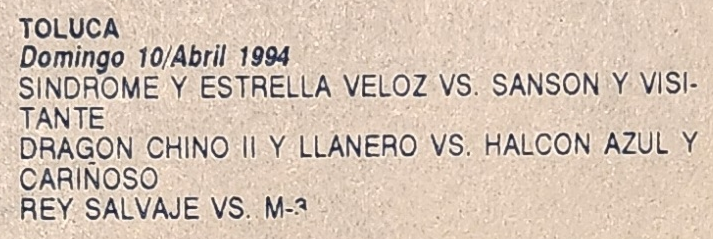 TOLUCA
Domingo 10/Abril 1994
SINDROME Y ESTRELLA VELOZ VS. SANSON Y VISI-
TANTE
DRAGON CHINO II Y LLANERO VS. HALCON AZUL Y
CARIÑOSO
REY SALVAJE VS. M-3